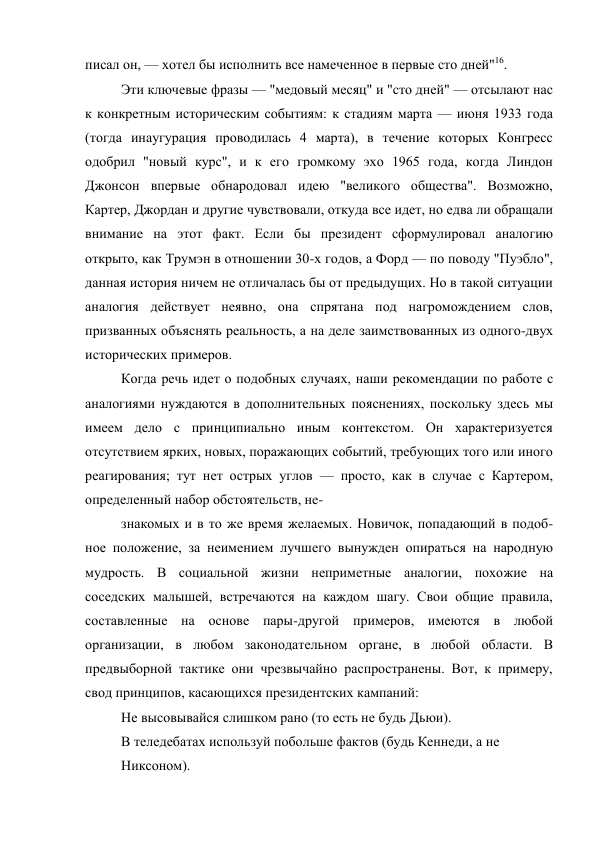 писал он, — хотел бы исполнить все намеченное в первые сто дней"16.
Эти ключевые фразы — "медовый месяц" и "сто дней" — отсылают нас
к конкретным историческим событиям: к стадиям марта — июня 1933 года
(тогда инаугурация проводилась 4 марта), в течение которых Конгресс
одобрил "новый курс", и к его громкому эхо 1965 года, когда Линдон
Джонсон впервые обнародовал идею "великого общества". Возможно,
Картер, Джордан и другие чувствовали, откуда все идет, но едва ли обращали
внимание на этот факт. Если бы президент сформулировал аналогию
открыто, как Трумэн в отношении 30-х годов, а Форд — по поводу "Пуэбло",
данная история ничем не отличалась бы от предыдущих. Но в такой ситуации
аналогия действует неявно, она спрятана под нагромождением слов,
призванных объяснять реальность, а на деле заимствованных из одного-двух
исторических примеров.
Когда речь идет о подобных случаях, наши рекомендации по работе с
аналогиями нуждаются в дополнительных пояснениях, поскольку здесь мы
имеем дело с принципиально иным контекстом. Он характеризуется
отсутствием ярких, новых, поражающих событий, требующих того или иного
реагирования; тут нет острых углов — просто, как в случае с Картером,
определенный набор обстоятельств, не-
знакомых и в то же время желаемых. Новичок, попадающий в подоб-
ное положение, за неимением лучшего вынужден опираться на народную
мудрость. В социальной жизни неприметные аналогии, похожие на
соседских малышей, встречаются на каждом шагу. Свои общие правила,
составленные на основе пары-другой примеров, имеются в любой
организации, в любом законодательном органе, в любой области. В
предвыборной тактике они чрезвычайно распространены. Вот, к примеру,
свод принципов, касающихся президентских кампаний:
Не высовывайся слишком рано (то есть не будь Дьюи).
В теледебатах используй побольше фактов (будь Кеннеди, а не
Никсоном).